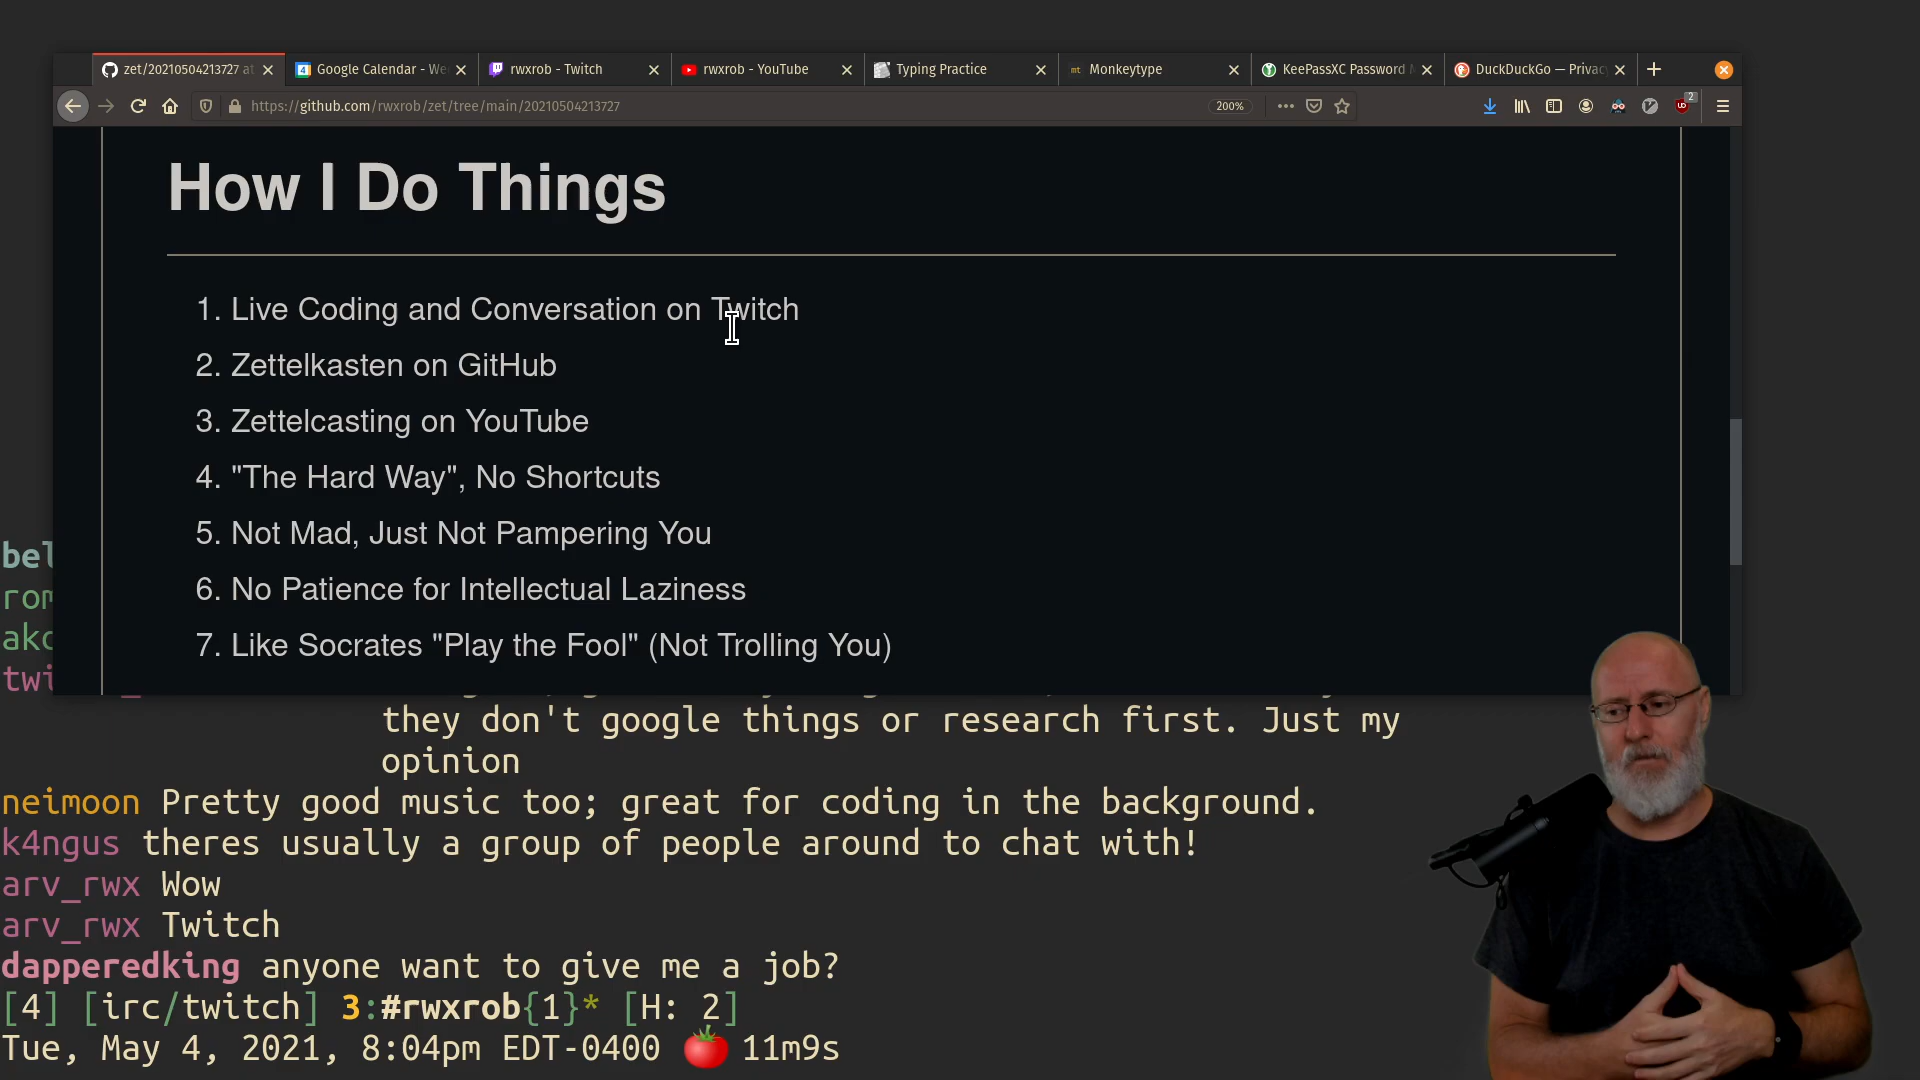 zet/20210504213727 at
Google Calendar - We
rwxrob - Twitch
rwxrob - YouTube
Typing Practice
mt Monkeytype
KeePassXC Password
DuckDuckGo — Privac
https://github.com/rwxrob/zet/tree/main/20210504213727
200%
2
How I Do Things
1. Live Coding and Conversation on Twitch
2. Zettelkasten on GitHub
3. Zettelcasting on YouTube
4. "The Hard Way", No Shortcuts
5. Not Mad, Just Not Pampering You
6. No Patience for Intellectual Laziness
7. Like Socrates "Play the Fool" (Not Trolling You)
bel
rom
ako
twi
they don't google things or research first. Just my
opinion
neimoon Pretty good music too; great for coding in the background.
k4ngus theres usually a group of people around to chat with!
arv_rwx Wow
arv_rwx Twitch
dapperedking anyone want to give me a job?
[4] [irc/twitch] 3:#rwxrob{1}* [H: 2]
Tue, May 4, 2021, 8:04pm EDT-0400 🍅 11m9s